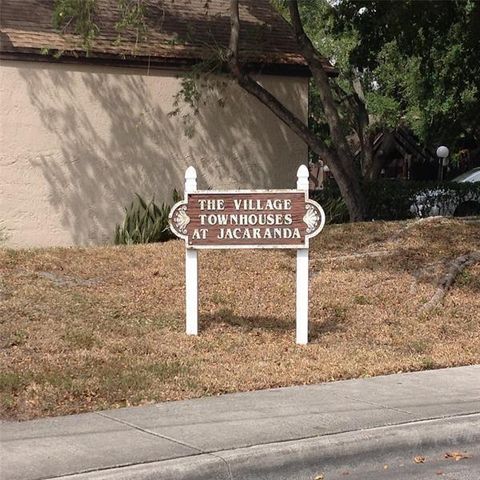 THE VILLAGE
TOWNHOUSES
AT JACARANDA